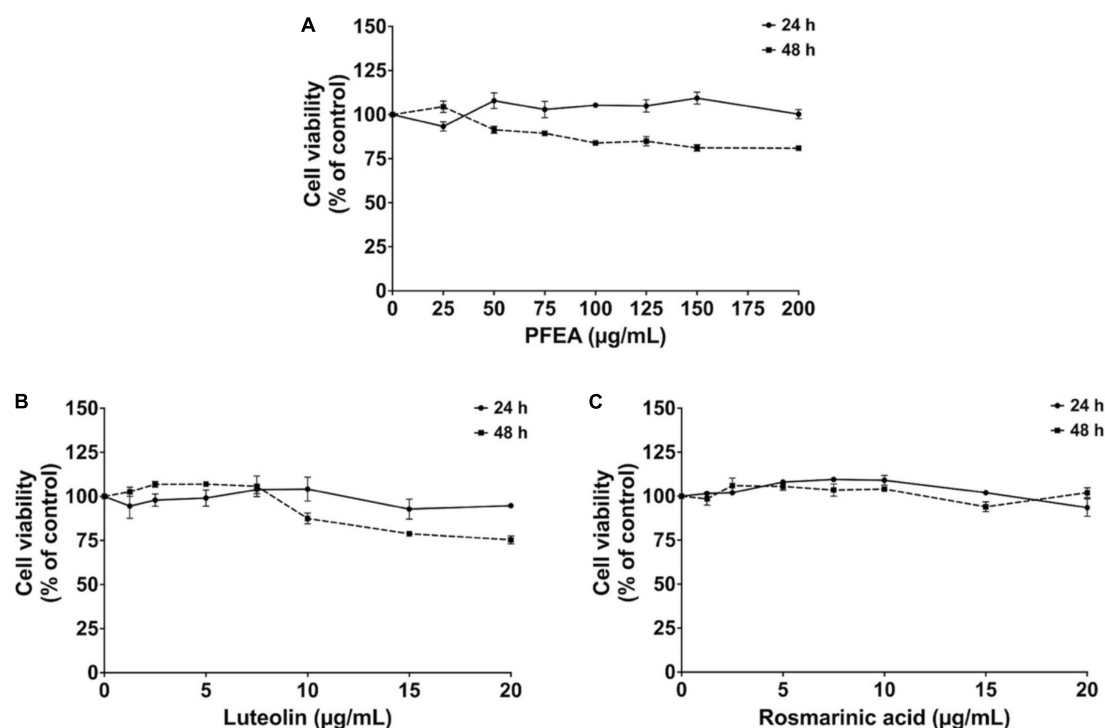 A
24 h
48 h
Cell viability
(% of control)
150
125
100
75
50
25
0
0 25 50 75 100 125 150 175 200
PFEA (µg/mL)
B
24 h
48 h
Cell viability
(% of control)
150
125
100
75
50
25
0
0 5 10 15 20
Luteolin (µg/mL)
C
24 h
48 h
Cell viability
(% of control)
150
125
100
75
50
25
0
0 5 10 15 20
Rosmarinic acid (µg/mL)